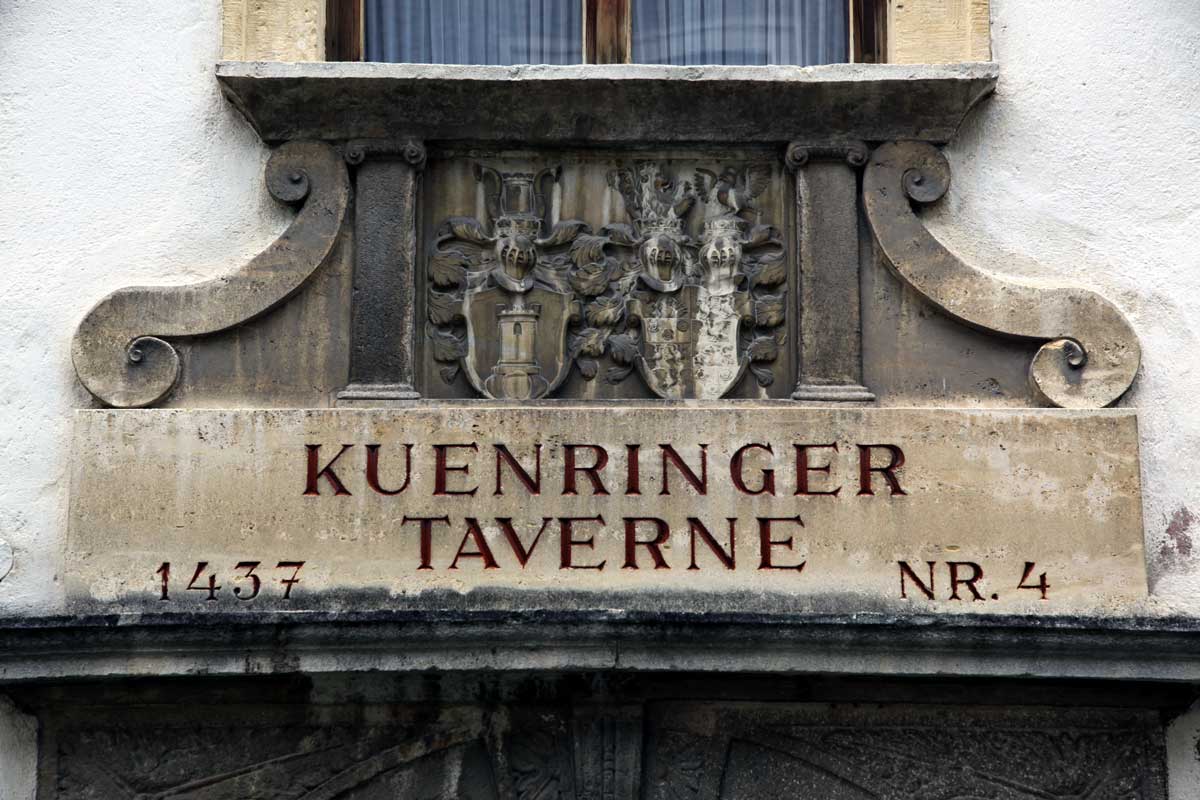 KUENRINGER
TAVERNE
1437
NR. 4